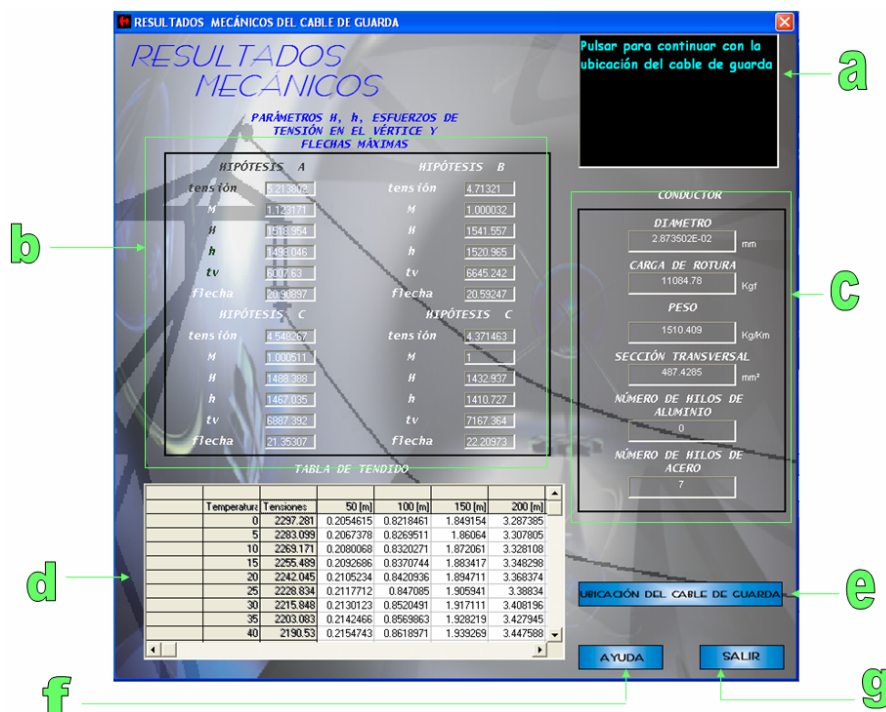 RESULTADOS MECÁNICOS DEL CABLE DE GUARDA
RESULTADOS
MECÁNICOS
Pulsar para continuar con la
ubicación del cable de guarda
a
PARÁMETROS H, h, ESFUERZOS DE
TENSIÓN EN EL VÉRTICE Y
FLECHAS MÁXIMAS
b
HIPÓTESIS A
tensión 5.213802
M 1.123171
H 1518.954
h 1498.046
tv 6007.63
flecha 20.90897
HIPÓTESIS B
tensión 4.71321
M 1.000032
H 1541.557
h 1520.965
tv 6645.242
flecha 20.59247
HIPÓTESIS C
tensión 4.548267
M 1.000511
H 1488.388
h 1467.035
tv 6887.392
flecha 21.35307
HIPÓTESIS C
tensión 4.371463
M 1
H 1432.937
h 1410.727
tv 7167.364
flecha 22.20973
CONDUCTOR
DIAMETRO
2.873502E-02 mm
CARGA DE ROTURA
11084.78 Kgf
PESO
1510.409 Kg/Km
SECCIÓN TRANSVERSAL
487.4285 mm²
NÚMERO DE HILOS DE
ALUMINIO
0
NÚMERO DE HILOS DE
ACERO
7
c
TABLA DE TENDIDO
Temperatura Tensiones 50 [m] 100 [m] 150 [m] 200 [m]
0 2297.281 0.2054615 0.8218461 1.849154 3.287385
5 2283.099 0.2067378 0.8269511 1.86064 3.307805
10 2269.171 0.2080068 0.8320271 1.872061 3.328108
15 2255.489 0.2092686 0.8370744 1.883417 3.348298
20 2242.045 0.2105234 0.8420936 1.894711 3.368374
25 2228.834 0.2117712 0.847085 1.905941 3.38834
30 2215.848 0.2130123 0.8520491 1.917111 3.408196
35 2203.083 0.2142466 0.8569863 1.928219 3.427945
40 2190.53 0.2154743 0.8618971 1.939269 3.447588
d
UBICACIÓN DEL CABLE DE GUARDA
e
AYUDA
SALIR
f
g